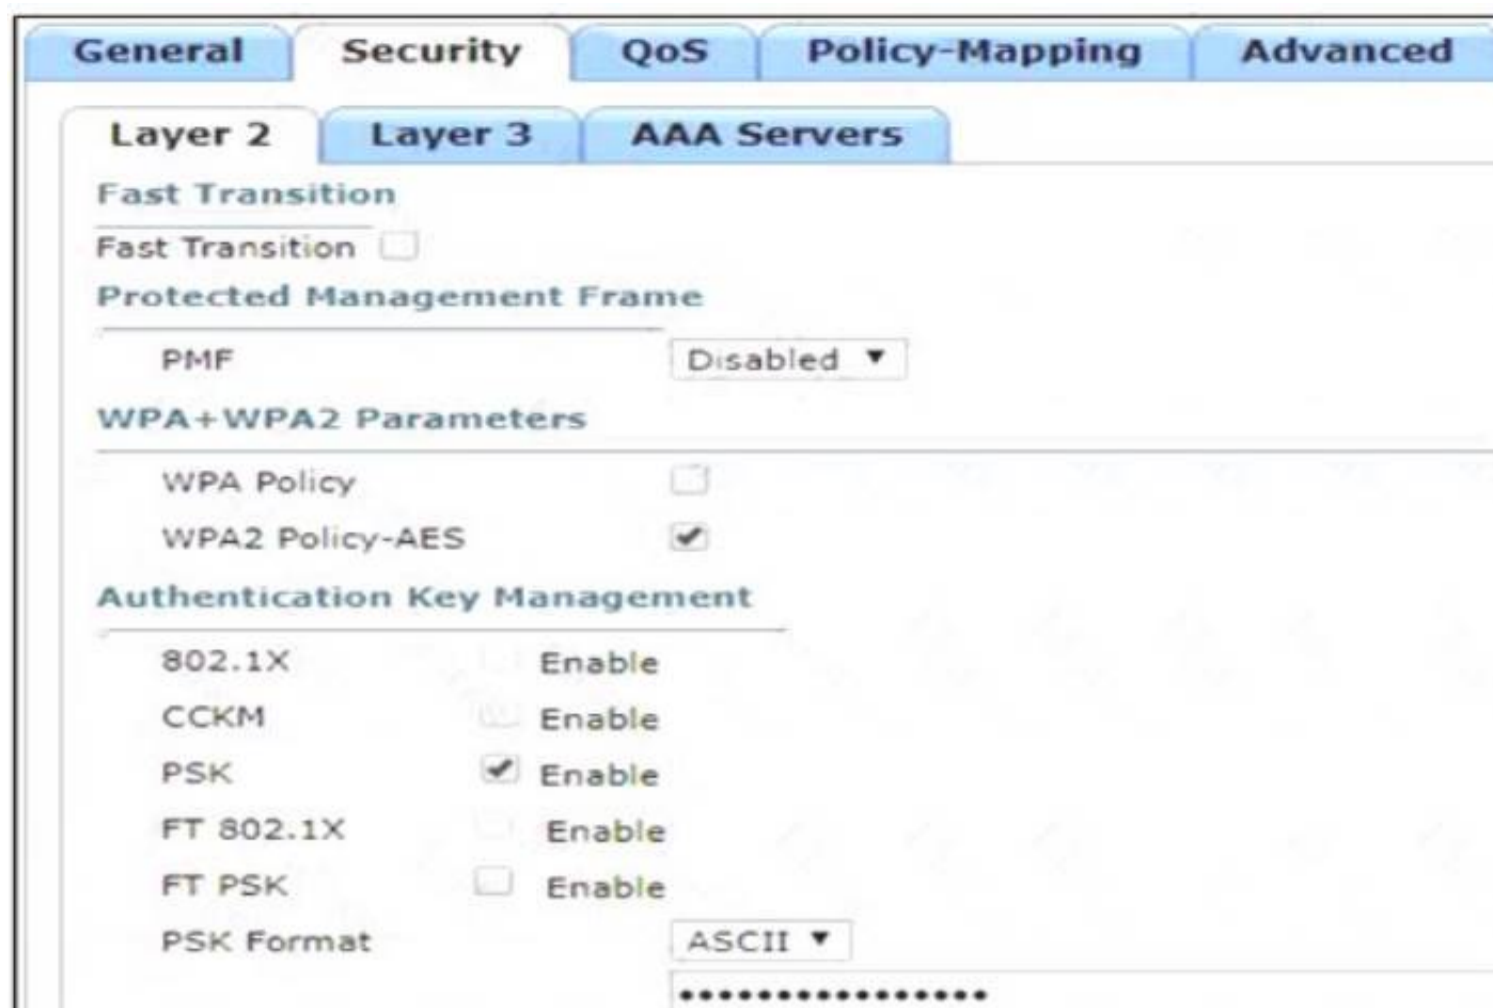 General Security QoS Policy-Mapping Advanced
Layer 2 Layer 3 AAA Servers
Fast Transition
Fast Transition
Protected Management Frame
PMF Disabled
WPA+WPA2 Parameters
WPA Policy
WPA2 Policy-AES
Authentication Key Management
802.1X Enable
CCKM Enable
PSK Enable
FT 802.1X Enable
FT PSK Enable
PSK Format ASCII
••••••••••••••••